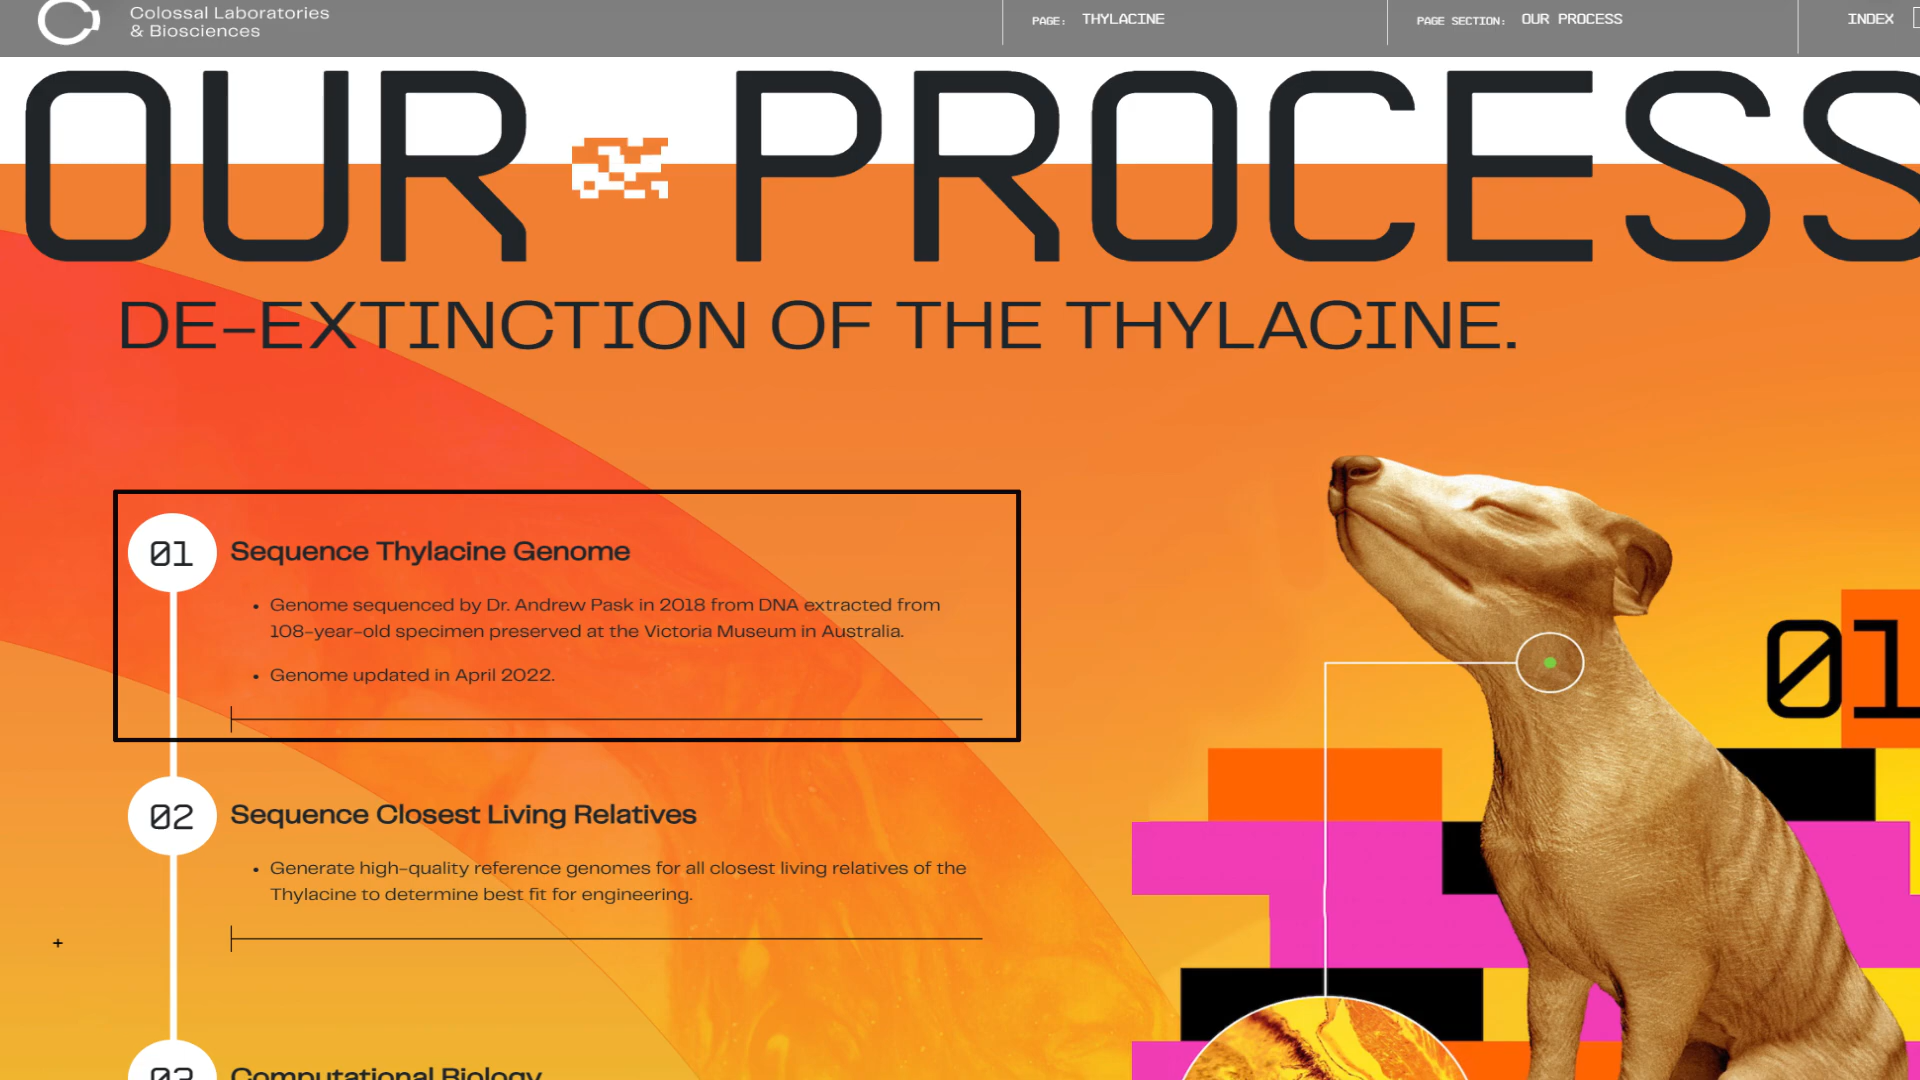 Colossal Laboratories
& Biosciences
PAGE: THYLACINE
PAGE SECTION: OUR PROCESS
INDEX
OUR PROCESS
DE-EXTINCTION OF THE THYLACINE.
01 Sequence Thylacine Genome
• Genome sequenced by Dr. Andrew Pask in 2018 from DNA extracted from
108-year-old specimen preserved at the Victoria Museum in Australia.
• Genome updated in April 2022.
01
02 Sequence Closest Living Relatives
• Generate high-quality reference genomes for all closest living relatives of the
Thylacine to determine best fit for engineering.
03 Computational Biology